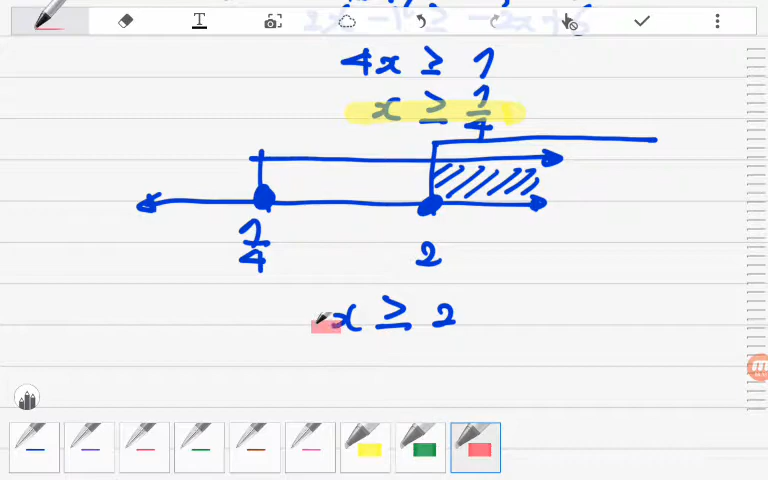 T
4x ≥ 1
x ≥ 1/4
1/4 2
x ≥ 2